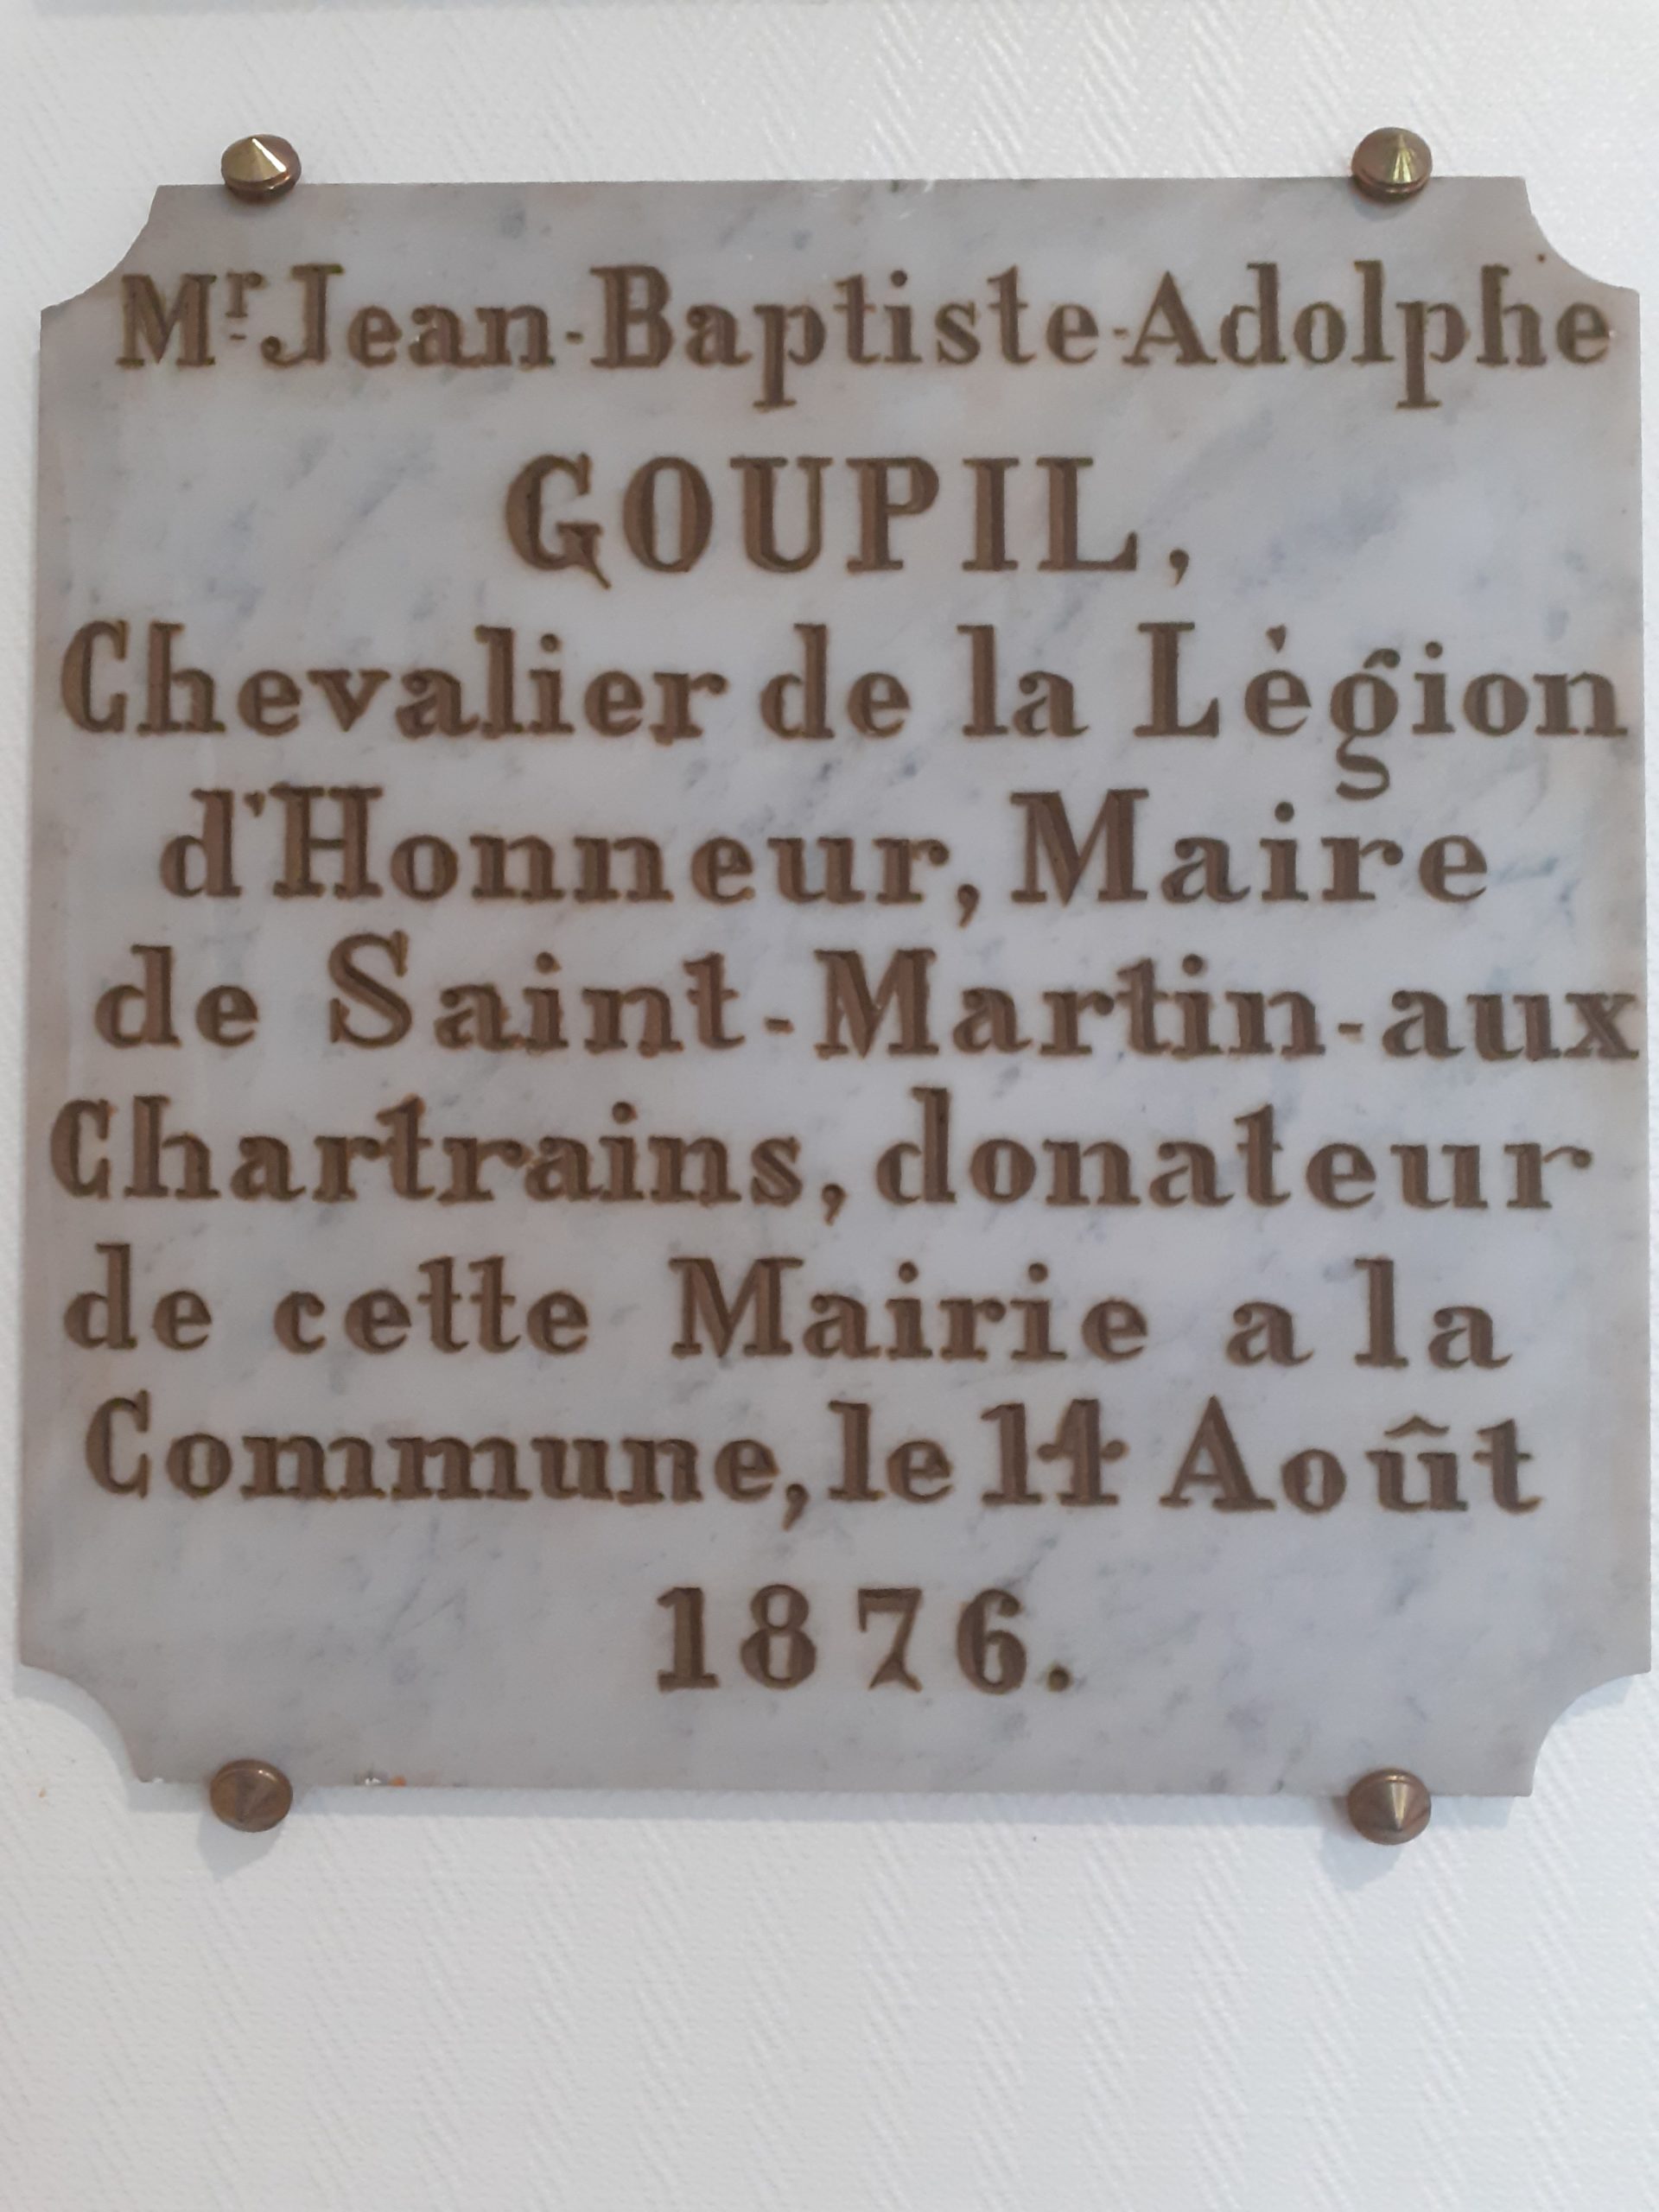 Mr Jean-Baptiste-Adolphe
GOUPIL,
Chevalier de la Légion
d'Honneur, Maire
de Saint-Martin-aux
Chartrains, donateur
de cette Mairie a la
Commune, le 14 Août
1876.